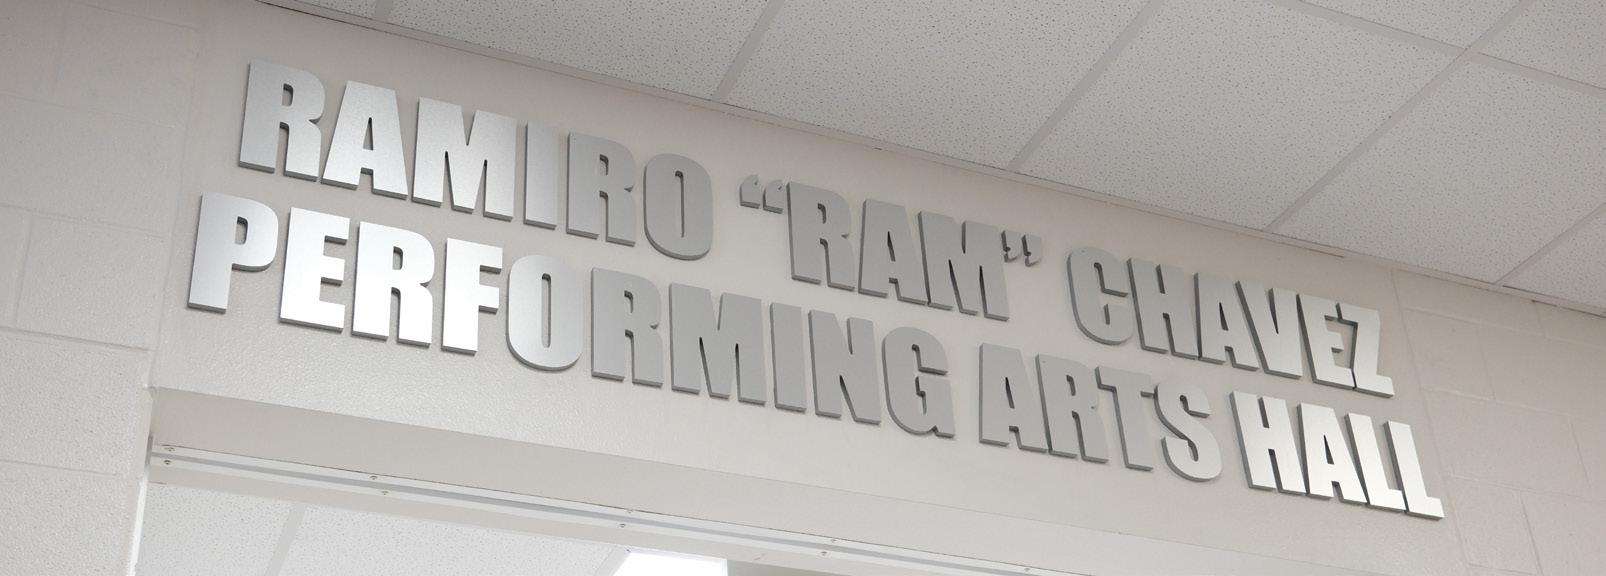 RAMIRO “RAM” CHAVEZ
PERFORMING ARTS HALL